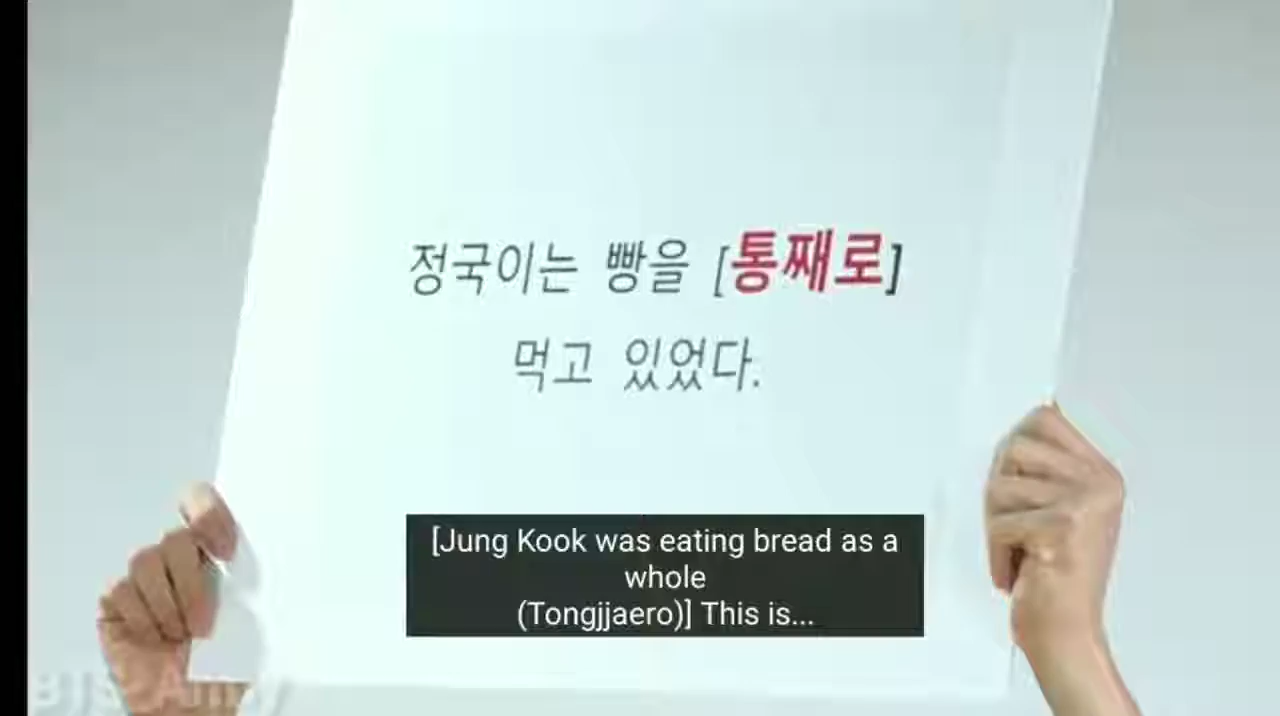 정국이는 빵을 [통째로]
먹고 있었다.
[Jung Kook was eating bread as a
whole
(Tongjjaero)] This is...
BTS_Army